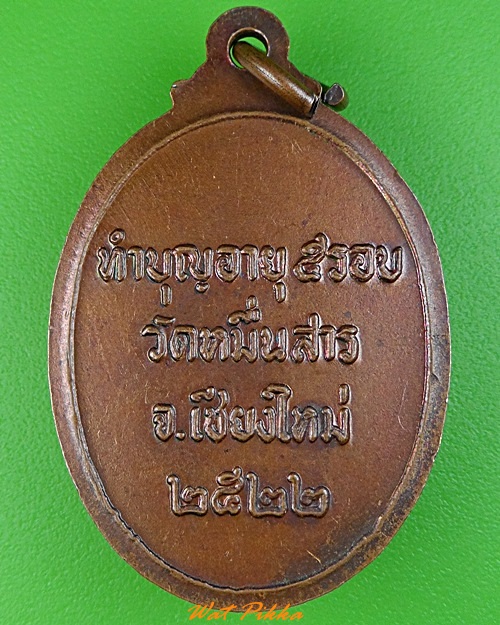 ทำบุญอายุ ๕รอบ
วัดหมื่นสาร
จ.เชียงใหม่
๒๕๒๒
Wat Pikka